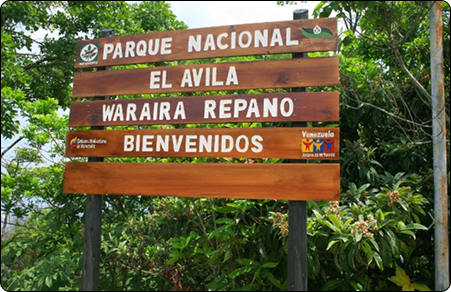 PARQUE NACIONAL
EL AVILA
WARAIRA REPANO
BIENVENIDOS
Venezuela